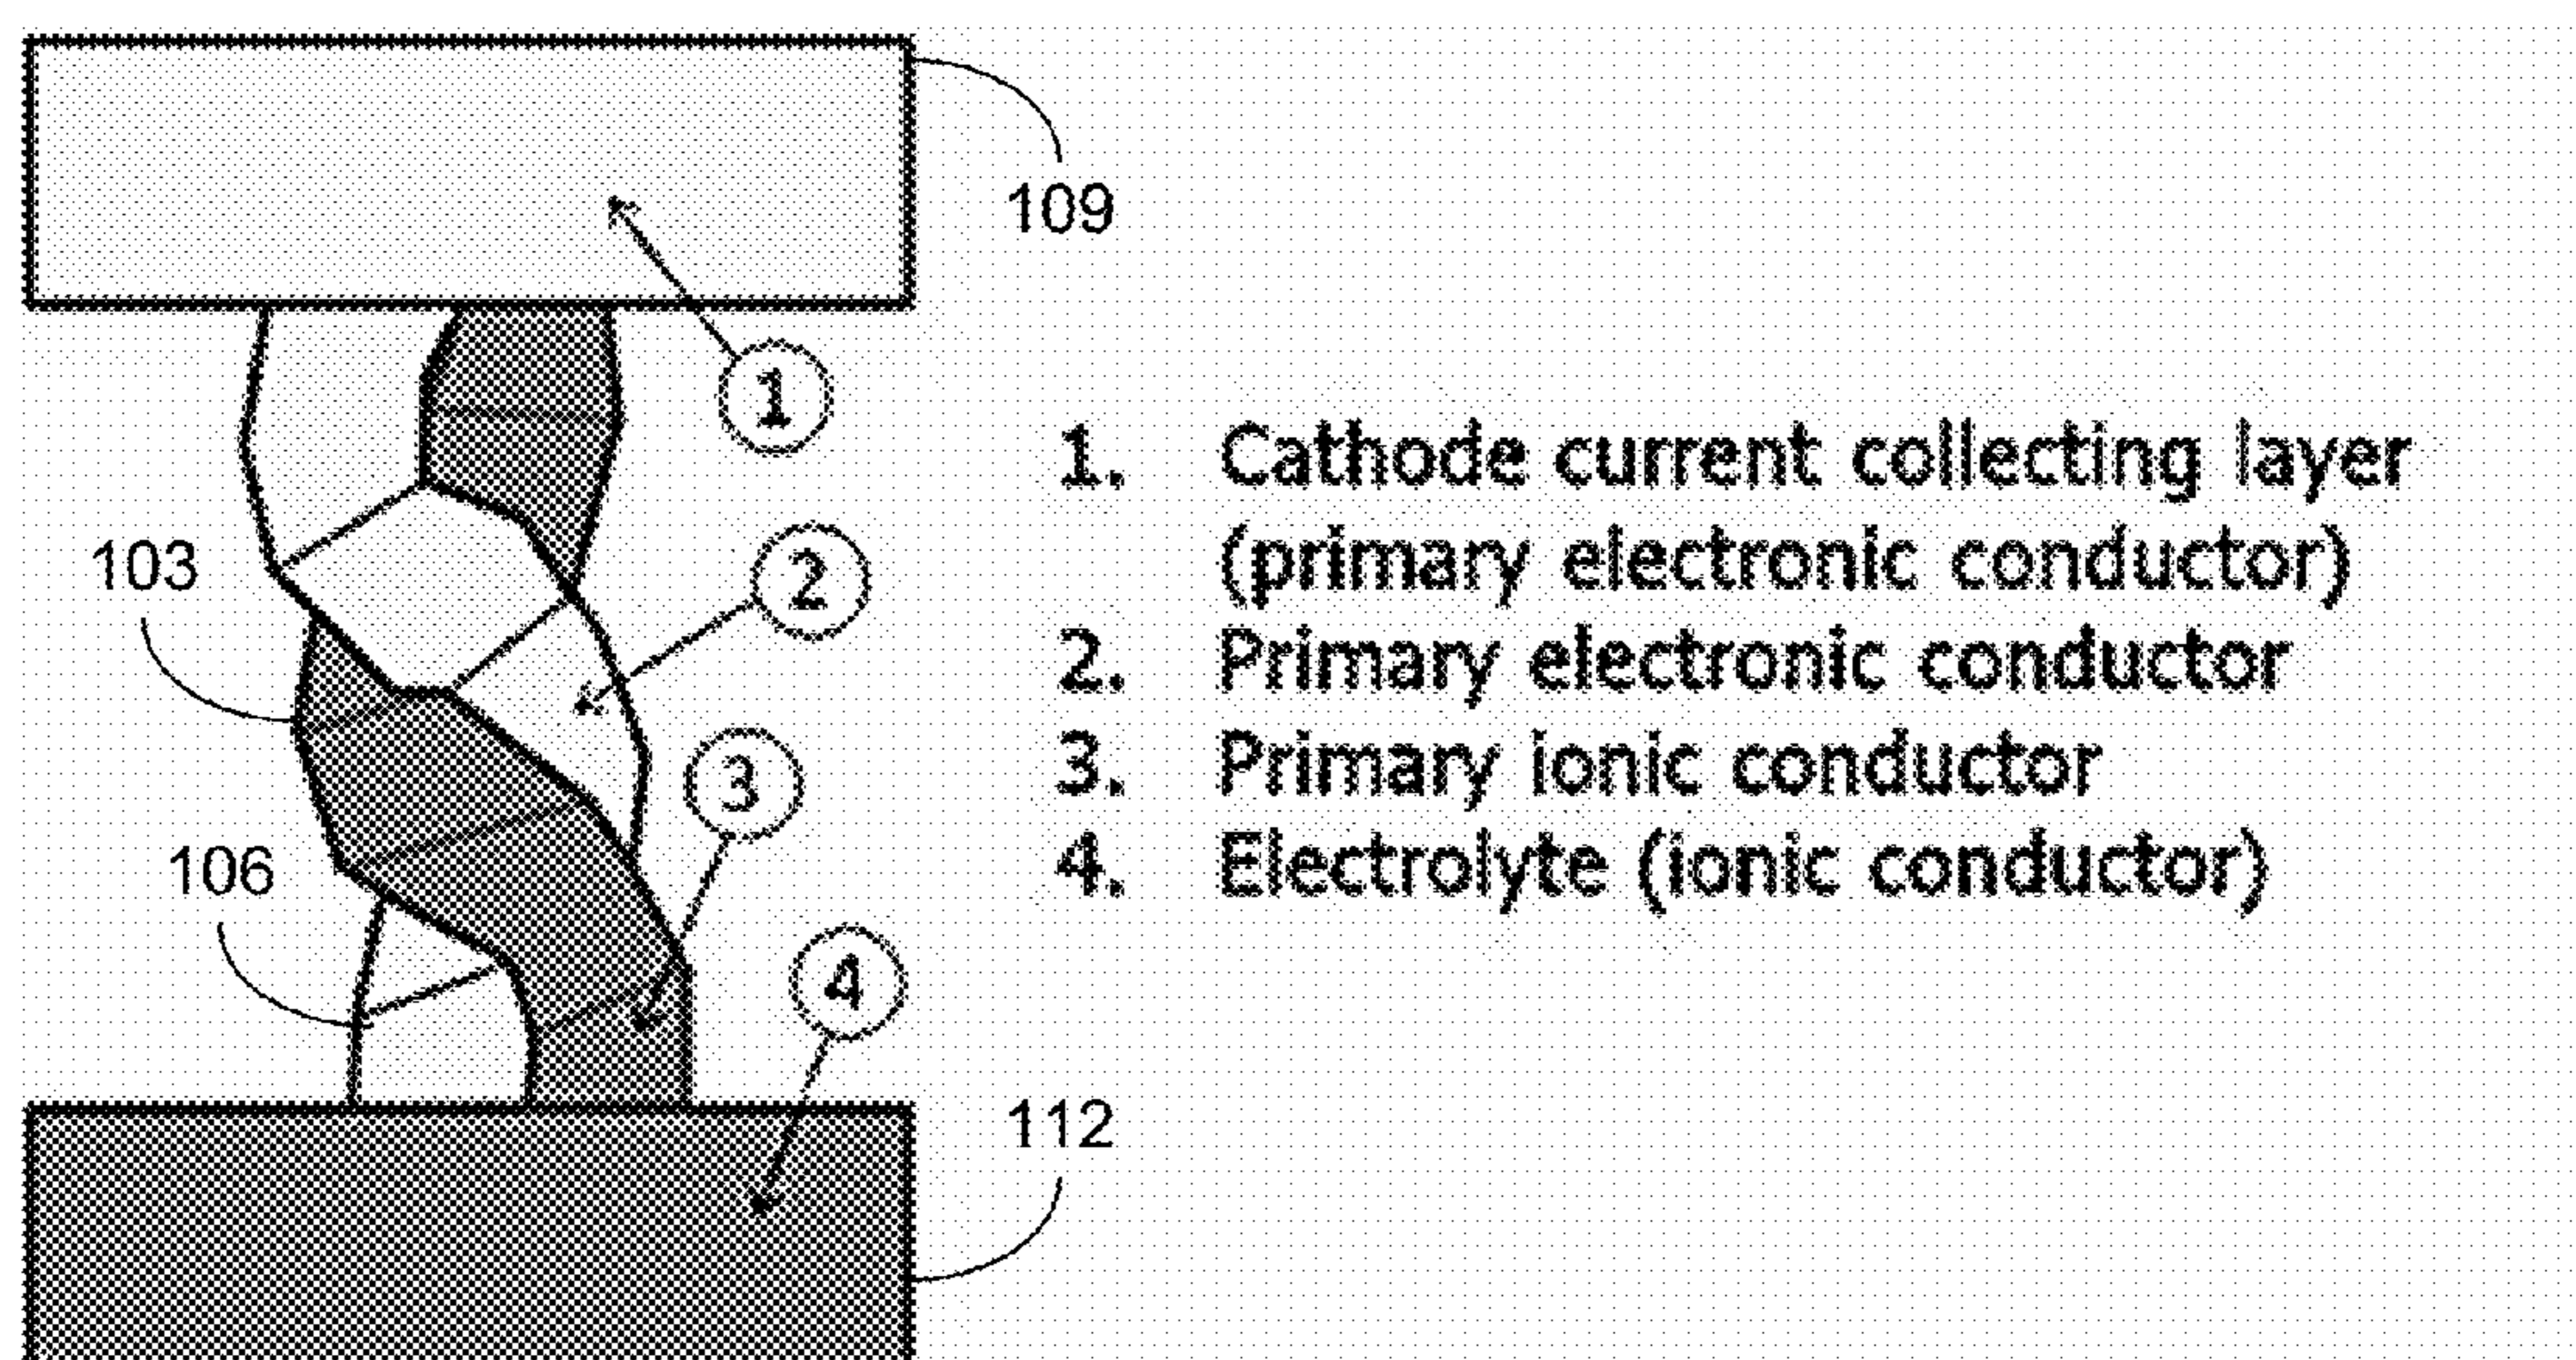 109
1
1. Cathode current collecting layer
(primary electronic conductor)
103
2
2. Primary electronic conductor
3
3. Primary ionic conductor
106
4. Electrolyte (ionic conductor)
4
112